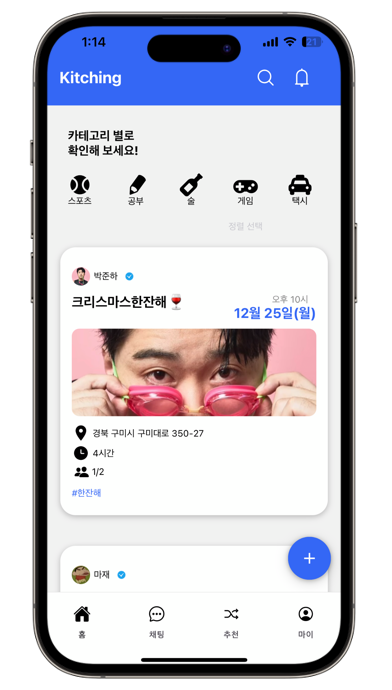 1:14
21
Kitching
카테고리 별로
확인해 보세요!
스포츠
공부
술
게임
택시
정렬 선택
박준하
크리스마스한잔해🍷
오후 10시
12월 25일(월)
경북 구미시 구미대로 350-27
4시간
1/2
#한잔해
마재
홈
채팅
추천
마이